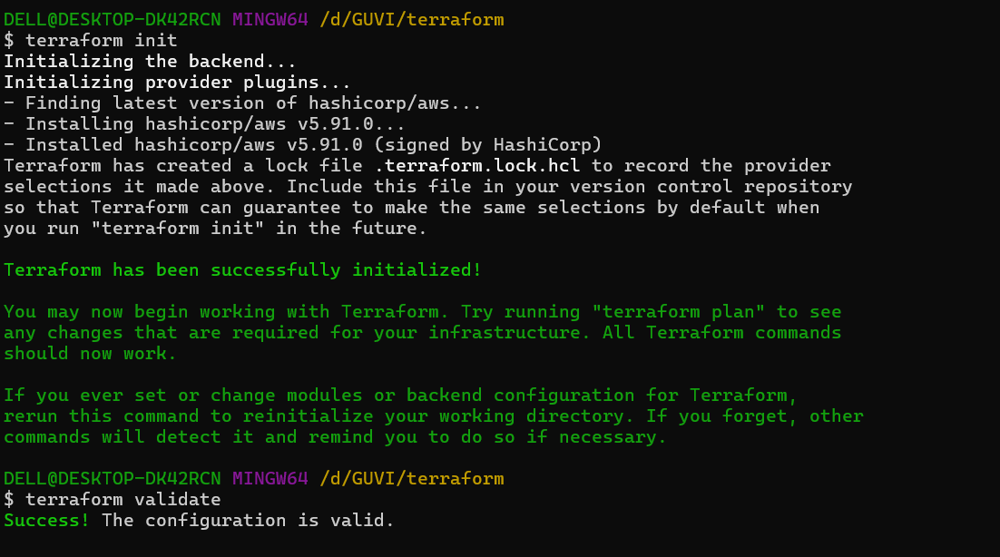 DELL@DESKTOP-DK42RCN MINGW64 /d/GUVI/terraform
$ terraform init
Initializing the backend...
Initializing provider plugins...
- Finding latest version of hashicorp/aws...
- Installing hashicorp/aws v5.91.0...
- Installed hashicorp/aws v5.91.0 (signed by HashiCorp)
Terraform has created a lock file .terraform.lock.hcl to record the provider
selections it made above. Include this file in your version control repository
so that Terraform can guarantee to make the same selections by default when
you run "terraform init" in the future.

Terraform has been successfully initialized!

You may now begin working with Terraform. Try running "terraform plan" to see
any changes that are required for your infrastructure. All Terraform commands
should now work.

If you ever set or change modules or backend configuration for Terraform,
rerun this command to reinitialize your working directory. If you forget, other
commands will detect it and remind you to do so if necessary.

DELL@DESKTOP-DK42RCN MINGW64 /d/GUVI/terraform
$ terraform validate
Success! The configuration is valid.